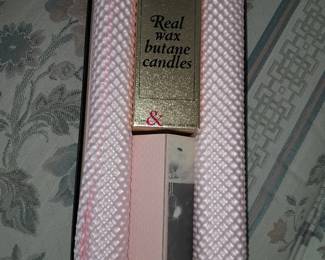 Real
wax
butane
candles
&